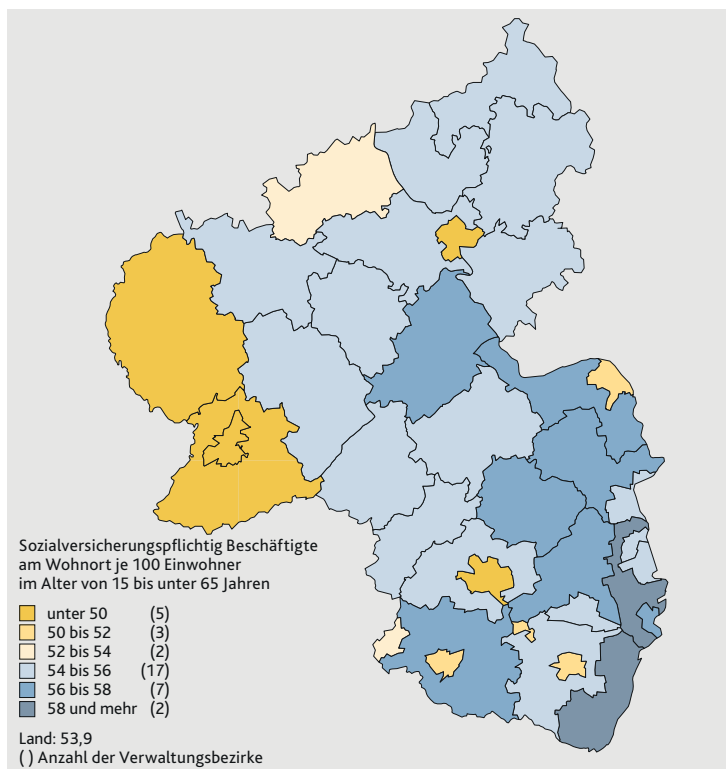 Sozialversicherungspflichtig Beschäftigte
am Wohnort je 100 Einwohner
im Alter von 15 bis unter 65 Jahren
unter 50 (5)
50 bis 52 (3)
52 bis 54 (2)
54 bis 56 (17)
56 bis 58 (7)
58 und mehr (2)
Land: 53,9
( ) Anzahl der Verwaltungsbezirke